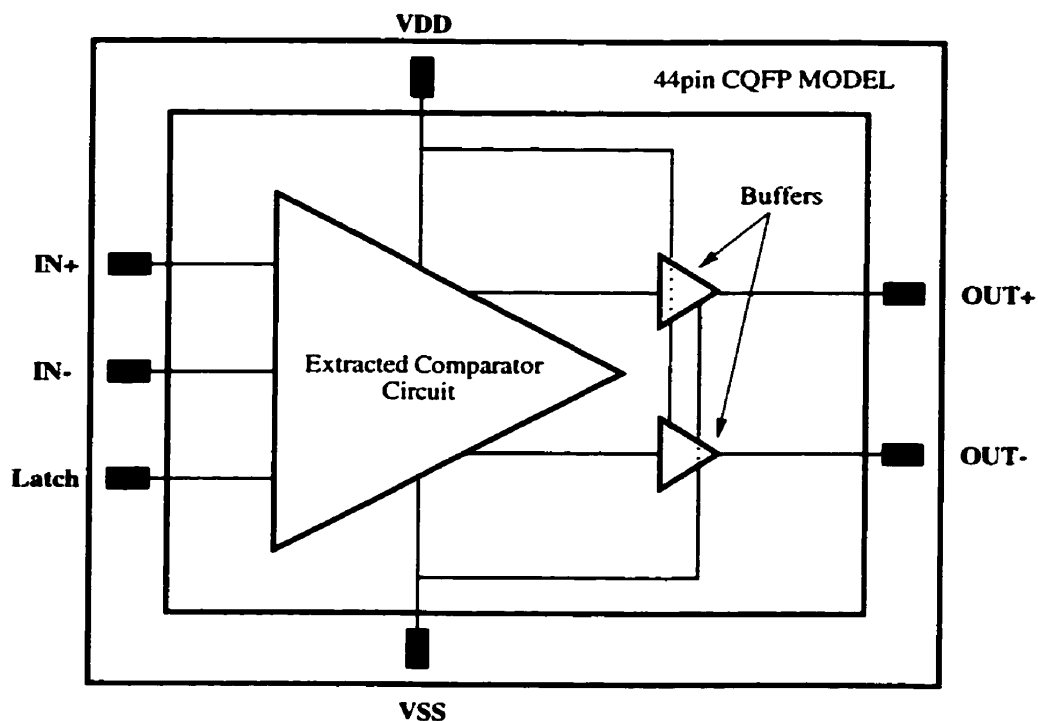 VDD
44pin CQFP MODEL
Buffers
IN+
OUT+
IN-
Extracted Comparator
Circuit
Latch
OUT-
VSS